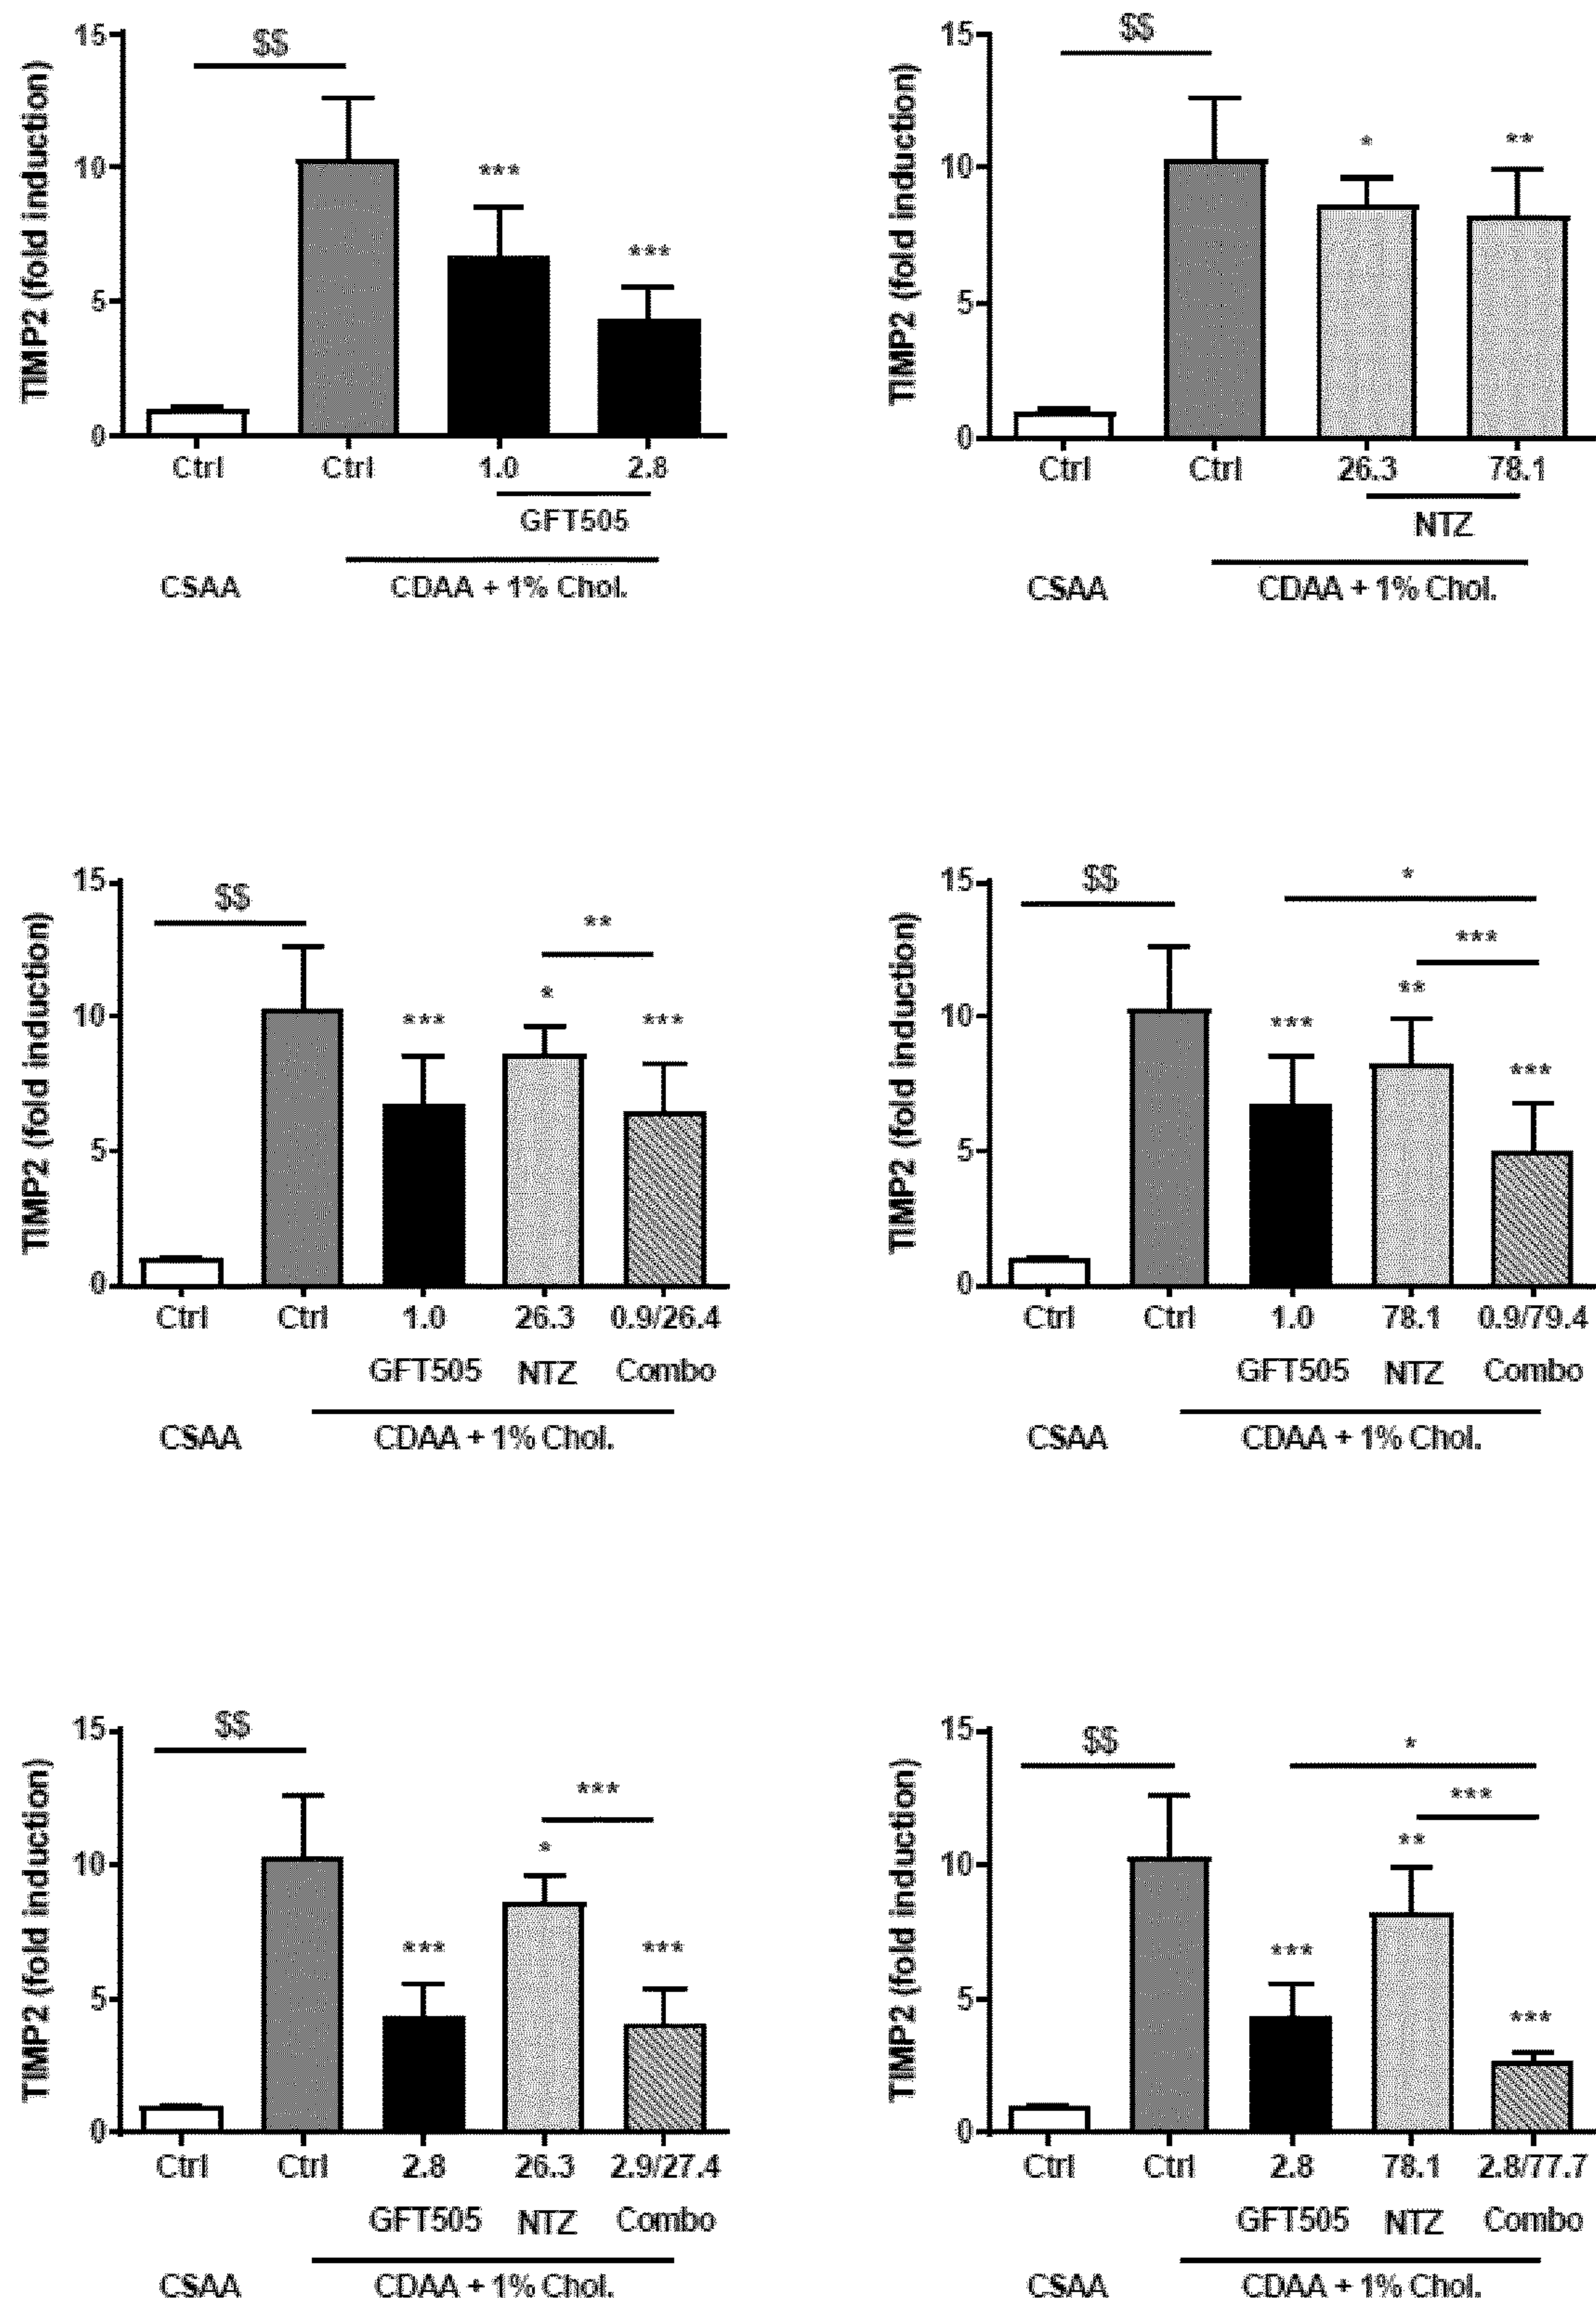 TIMP2 (fold induction)
15
10
5
0
$$
***
***
Ctrl Ctrl 1.0 2.8
GFT505
CSAA CDAA + 1% Chol.
TIMP2 (fold induction)
15
10
5
0
$$
*
**
Ctrl Ctrl 26.3 78.1
NTZ
CSAA CDAA + 1% Chol.
TIMP2 (fold induction)
15
10
5
0
$$
**
***
*
***
Ctrl Ctrl 1.0 26.3 0.9/26.4
GFT505 NTZ Combo
CSAA CDAA + 1% Chol.
TIMP2 (fold induction)
15
10
5
0
$$
*
***
***
**
***
Ctrl Ctrl 1.0 78.1 0.9/79.4
GFT505 NTZ Combo
CSAA CDAA + 1% Chol.
TIMP2 (fold induction)
15
10
5
0
$$
***
***
*
***
Ctrl Ctrl 2.8 26.3 2.9/27.4
GFT505 NTZ Combo
CSAA CDAA + 1% Chol.
TIMP2 (fold induction)
15
10
5
0
$$
*
***
***
**
***
Ctrl Ctrl 2.8 78.1 2.8/77.7
GFT505 NTZ Combo
CSAA CDAA + 1% Chol.